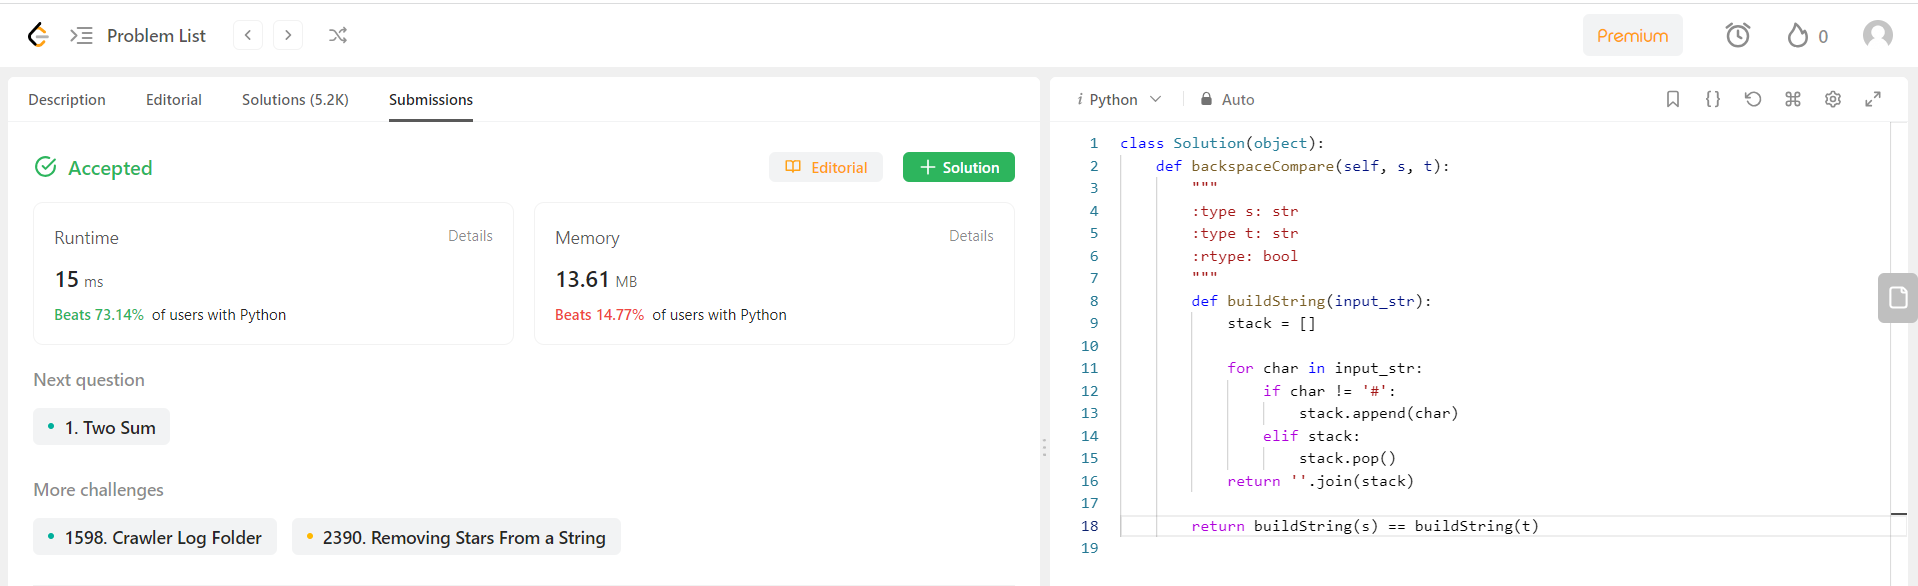 Problem List
Premium
0
Description Editorial Solutions (5.2K) Submissions
Accepted
Editorial
Solution
Runtime Details
15 ms
Beats 73.14% of users with Python
Memory Details
13.61 MB
Beats 14.77% of users with Python
Next question
1. Two Sum
More challenges
1598. Crawler Log Folder
2390. Removing Stars From a String
i Python Auto
{}
1 class Solution(object):
2     def backspaceCompare(self, s, t):
3         """
4         :type s: str
5         :type t: str
6         :rtype: bool
7         """
8         def buildString(input_str):
9             stack = []
10
11             for char in input_str:
12                 if char != '#':
13                     stack.append(char)
14                 elif stack:
15                     stack.pop()
16             return ''.join(stack)
17
18         return buildString(s) == buildString(t)
19